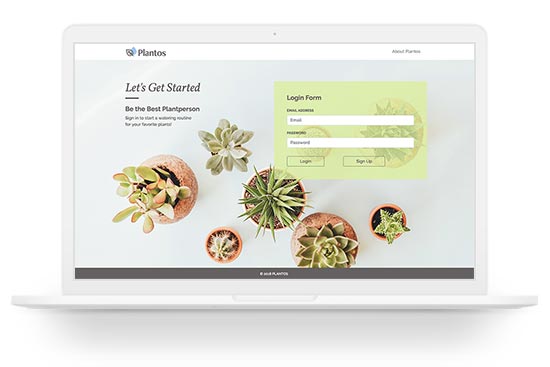 Plantos
About Plantos
Let's Get Started
Be the Best Plantperson
Sign in to start a watering routine
for your favorite plants!
Login Form
EMAIL ADDRESS
Email
PASSWORD
Password
Login
Sign Up
© 2018 PLANTOS